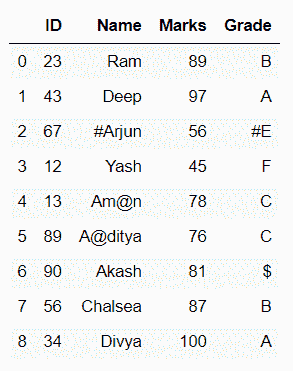 ID Name Marks Grade
0 23 Ram 89 B
1 43 Deep 97 A
2 67 #Arjun 56 #E
3 12 Yash 45 F
4 13 Am@n 78 C
5 89 A@ditya 76 C
6 90 Akash 81 $
7 56 Chalsea 87 B
8 34 Divya 100 A